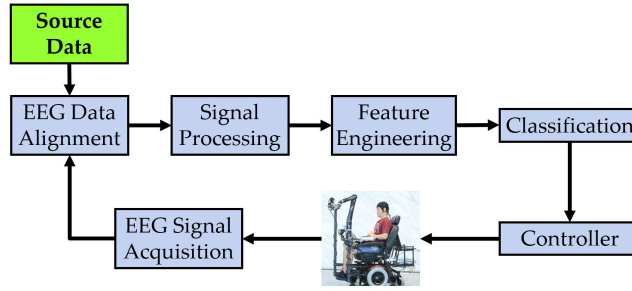 Source
Data
EEG Data
Alignment
Signal
Processing
Feature
Engineering
Classification
EEG Signal
Acquisition
Controller